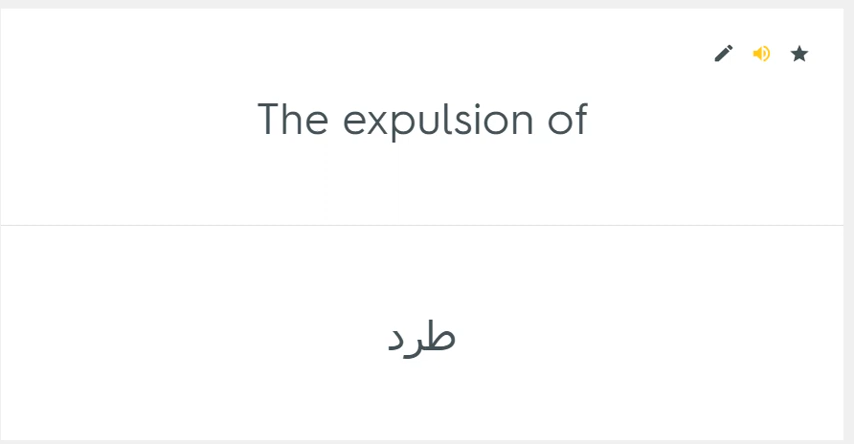 The expulsion of
طرد